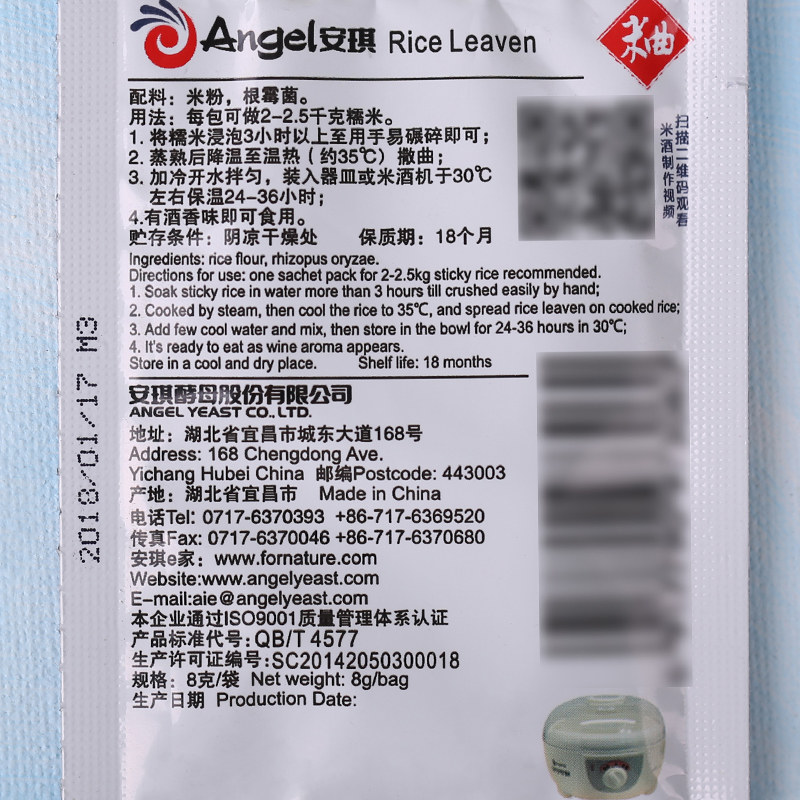 Angel安琪 Rice Leaven
米曲
配料：米粉，根霉菌。
用法：每包可做2-2.5千克糯米。
1. 将糯米浸泡3小时以上至用手易碾碎即可；
2. 蒸熟后降温至温热（约35℃）撒曲；
3. 加冷开水拌匀，装入器皿或米酒机于30℃
左右保温24-36小时；
4.有酒香味即可食用。
贮存条件：阴凉干燥处 保质期：18个月
扫描二维码观看
米酒制作视频
Ingredients: rice flour, rhizopus oryzae.
Directions for use: one sachet pack for 2-2.5kg sticky rice recommended.
1. Soak sticky rice in water more than 3 hours till crushed easily by hand;
2. Cooked by steam, then cool the rice to 35℃, and spread rice leaven on cooked rice;
3. Add few cool water and mix, then store in the bowl for 24-36 hours in 30℃;
4. It's ready to eat as wine aroma appears.
Store in a cool and dry place. Shelf life: 18 months
安琪酵母股份有限公司
ANGEL YEAST CO., LTD.
地址：湖北省宜昌市城东大道168号
Address: 168 Chengdong Ave.
Yichang Hubei China 邮编Postcode: 443003
产地：湖北省宜昌市 Made in China
电话Tel: 0717-6370393 +86-717-6369520
传真Fax: 0717-6370046 +86-717-6370680
安琪e家：www.fornature.com
Website:www.angelyeast.com
E-mail:aie@angelyeast.com
本企业通过ISO9001质量管理体系认证
产品标准代号:QB/T 4577
生产许可证编号:SC20142050300018
规格：8克/袋 Net weight: 8g/bag
生产日期 Production Date:
2018/01/17 M3